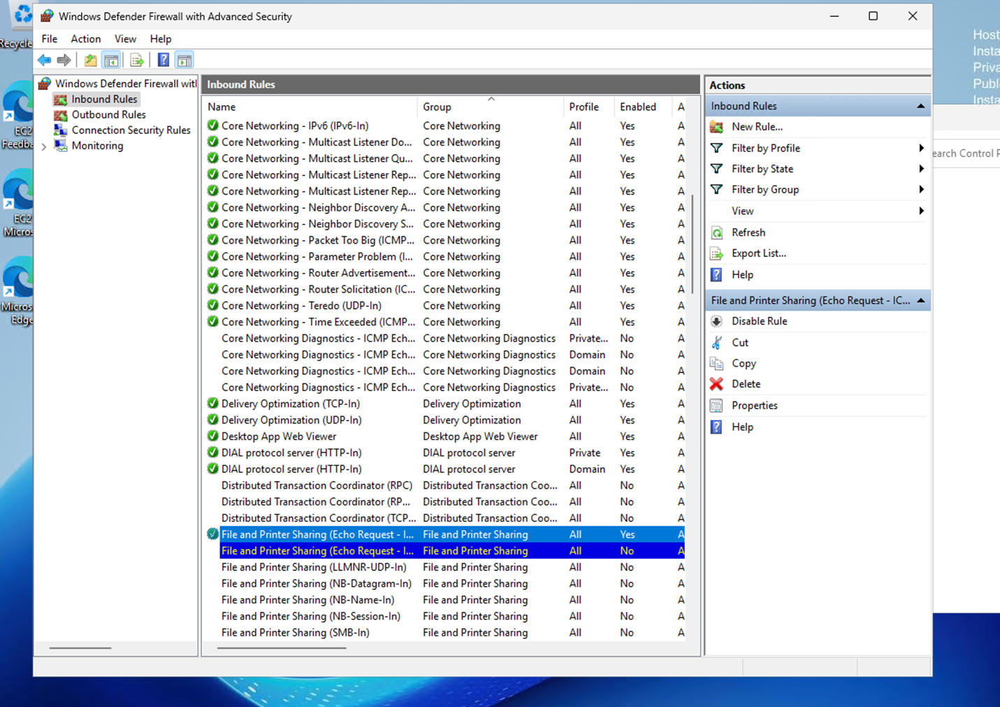 Windows Defender Firewall with Advanced Security
File Action View Help
Recycle
EC2
Feedba
EC2
Micros
Micros
Edge
Windows Defender Firewall wit
Inbound Rules
Outbound Rules
Connection Security Rules
Monitoring
Inbound Rules
Name Group Profile Enabled A
Core Networking - IPv6 (IPv6-In) Core Networking All Yes A
Core Networking - Multicast Listener Do... Core Networking All Yes A
Core Networking - Multicast Listener Qu... Core Networking All Yes A
Core Networking - Multicast Listener Rep... Core Networking All Yes A
Core Networking - Multicast Listener Rep... Core Networking All Yes A
Core Networking - Neighbor Discovery A... Core Networking All Yes A
Core Networking - Neighbor Discovery S... Core Networking All Yes A
Core Networking - Packet Too Big (ICMP... Core Networking All Yes A
Core Networking - Parameter Problem (I... Core Networking All Yes A
Core Networking - Router Advertisement... Core Networking All Yes A
Core Networking - Router Solicitation (IC... Core Networking All Yes A
Core Networking - Teredo (UDP-In) Core Networking All Yes A
Core Networking - Time Exceeded (ICMP... Core Networking All Yes A
Core Networking Diagnostics - ICMP Ech... Core Networking Diagnostics Private... No A
Core Networking Diagnostics - ICMP Ech... Core Networking Diagnostics Domain No A
Core Networking Diagnostics - ICMP Ech... Core Networking Diagnostics Domain No A
Core Networking Diagnostics - ICMP Ech... Core Networking Diagnostics Private... No A
Delivery Optimization (TCP-In) Delivery Optimization All Yes A
Delivery Optimization (UDP-In) Delivery Optimization All Yes A
Desktop App Web Viewer Desktop App Web Viewer All Yes A
DIAL protocol server (HTTP-In) DIAL protocol server Private Yes A
DIAL protocol server (HTTP-In) DIAL protocol server Domain Yes A
Distributed Transaction Coordinator (RPC) Distributed Transaction Coo... All No A
Distributed Transaction Coordinator (RP... Distributed Transaction Coo... All No A
Distributed Transaction Coordinator (TCP... Distributed Transaction Coo... All No A
File and Printer Sharing (Echo Request - I... File and Printer Sharing All Yes A
File and Printer Sharing (Echo Request - I... File and Printer Sharing All No A
File and Printer Sharing (LLMNR-UDP-In) File and Printer Sharing All No A
File and Printer Sharing (NB-Datagram-In) File and Printer Sharing All No A
File and Printer Sharing (NB-Name-In) File and Printer Sharing All No A
File and Printer Sharing (NB-Session-In) File and Printer Sharing All No A
File and Printer Sharing (SMB-In) File and Printer Sharing All No A
Actions
Inbound Rules
New Rule...
Filter by Profile
Filter by State
Filter by Group
View
Refresh
Export List...
Help
File and Printer Sharing (Echo Request - IC...
Disable Rule
Cut
Copy
Delete
Properties
Help
Host
Insta
Priva
Publi
Insta
earch Control P